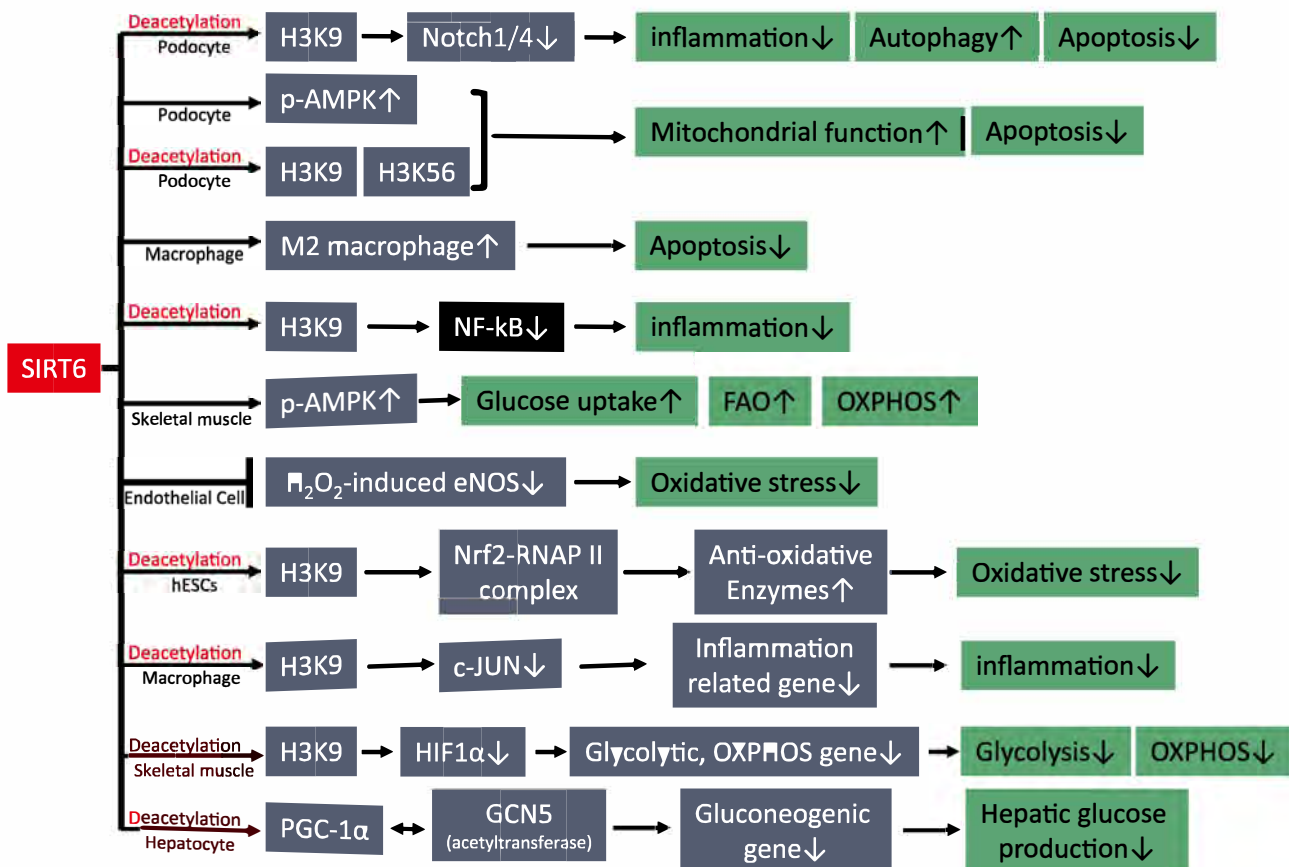 SIRT6
Deacetylation
Podocyte
H3K9
Notch1/4↓
inflammation↓
Autophagy↑
Apoptosis↓
Podocyte
p-AMPK↑
Deacetylation
Podocyte
H3K9
H3K56
Mitochondrial function↑
Apoptosis↓
Macrophage
M2 macrophage↑
Apoptosis↓
Deacetylation
H3K9
NF-kB↓
inflammation↓
Skeletal muscle
p-AMPK↑
Glucose uptake↑
FAO↑
OXPHOS↑
Endothelial Cell
H₂O₂-induced eNOS↓
Oxidative stress↓
Deacetylation
hESCs
H3K9
Nrf2-RNAP II
complex
Anti-oxidative
Enzymes↑
Oxidative stress↓
Deacetylation
Macrophage
H3K9
c-JUN↓
Inflammation
related gene↓
inflammation↓
Deacetylation
Skeletal muscle
H3K9
HIF1α↓
Glycolytic, OXPHOS gene↓
Glycolysis↓
OXPHOS↓
Deacetylation
Hepatocyte
PGC-1α
GCN5
(acetyltransferase)
Gluconeogenic
gene↓
Hepatic glucose
production↓